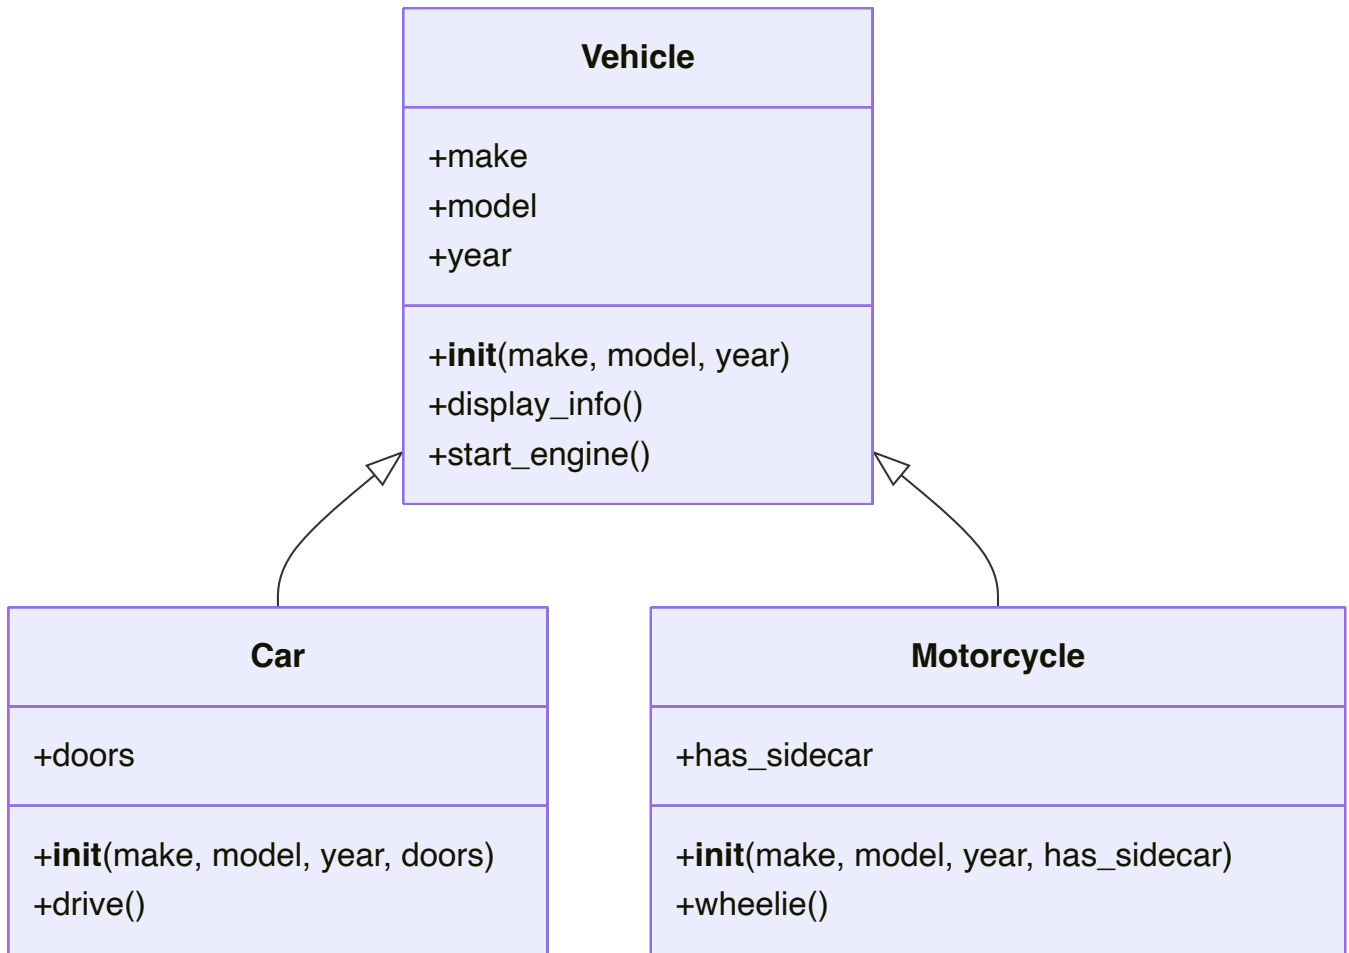 Vehicle
+make
+model
+year
+init(make, model, year)
+display_info()
+start_engine()
Car
+doors
+init(make, model, year, doors)
+drive()
Motorcycle
+has_sidecar
+init(make, model, year, has_sidecar)
+wheelie()